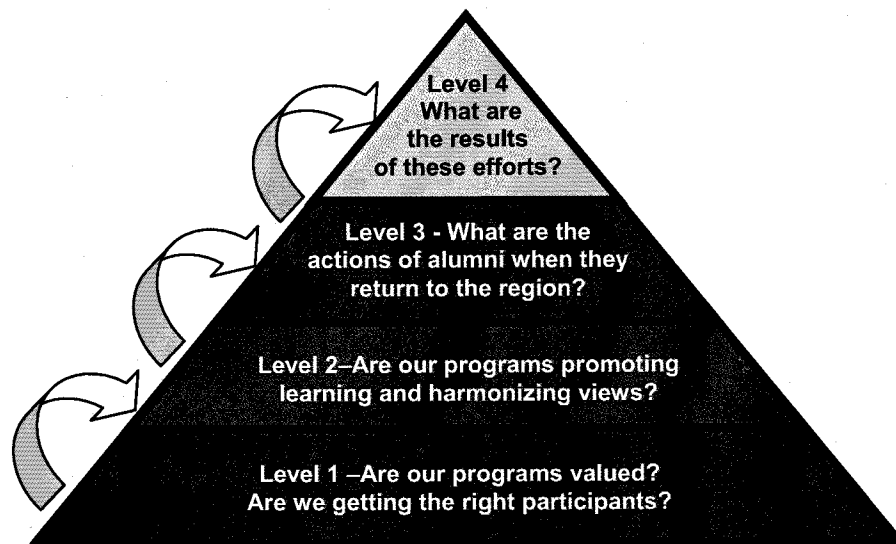 Level 4
What are
the results
of these efforts?
Level 3 - What are the
actions of alumni when they
return to the region?
Level 2–Are our programs promoting
learning and harmonizing views?
Level 1 –Are our programs valued?
Are we getting the right participants?